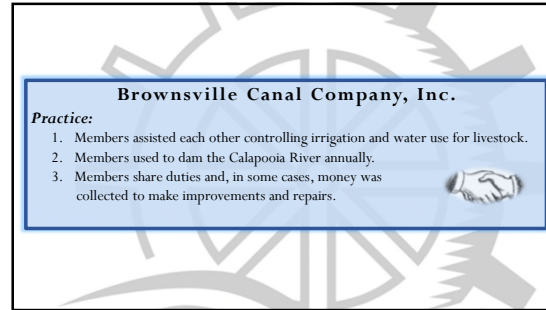 Brownsville Canal Company, Inc.
Practice:
1. Members assisted each other controlling irrigation and water use for livestock.
2. Members used to dam the Calapooia River annually.
3. Members share duties and, in some cases, money was
collected to make improvements and repairs.